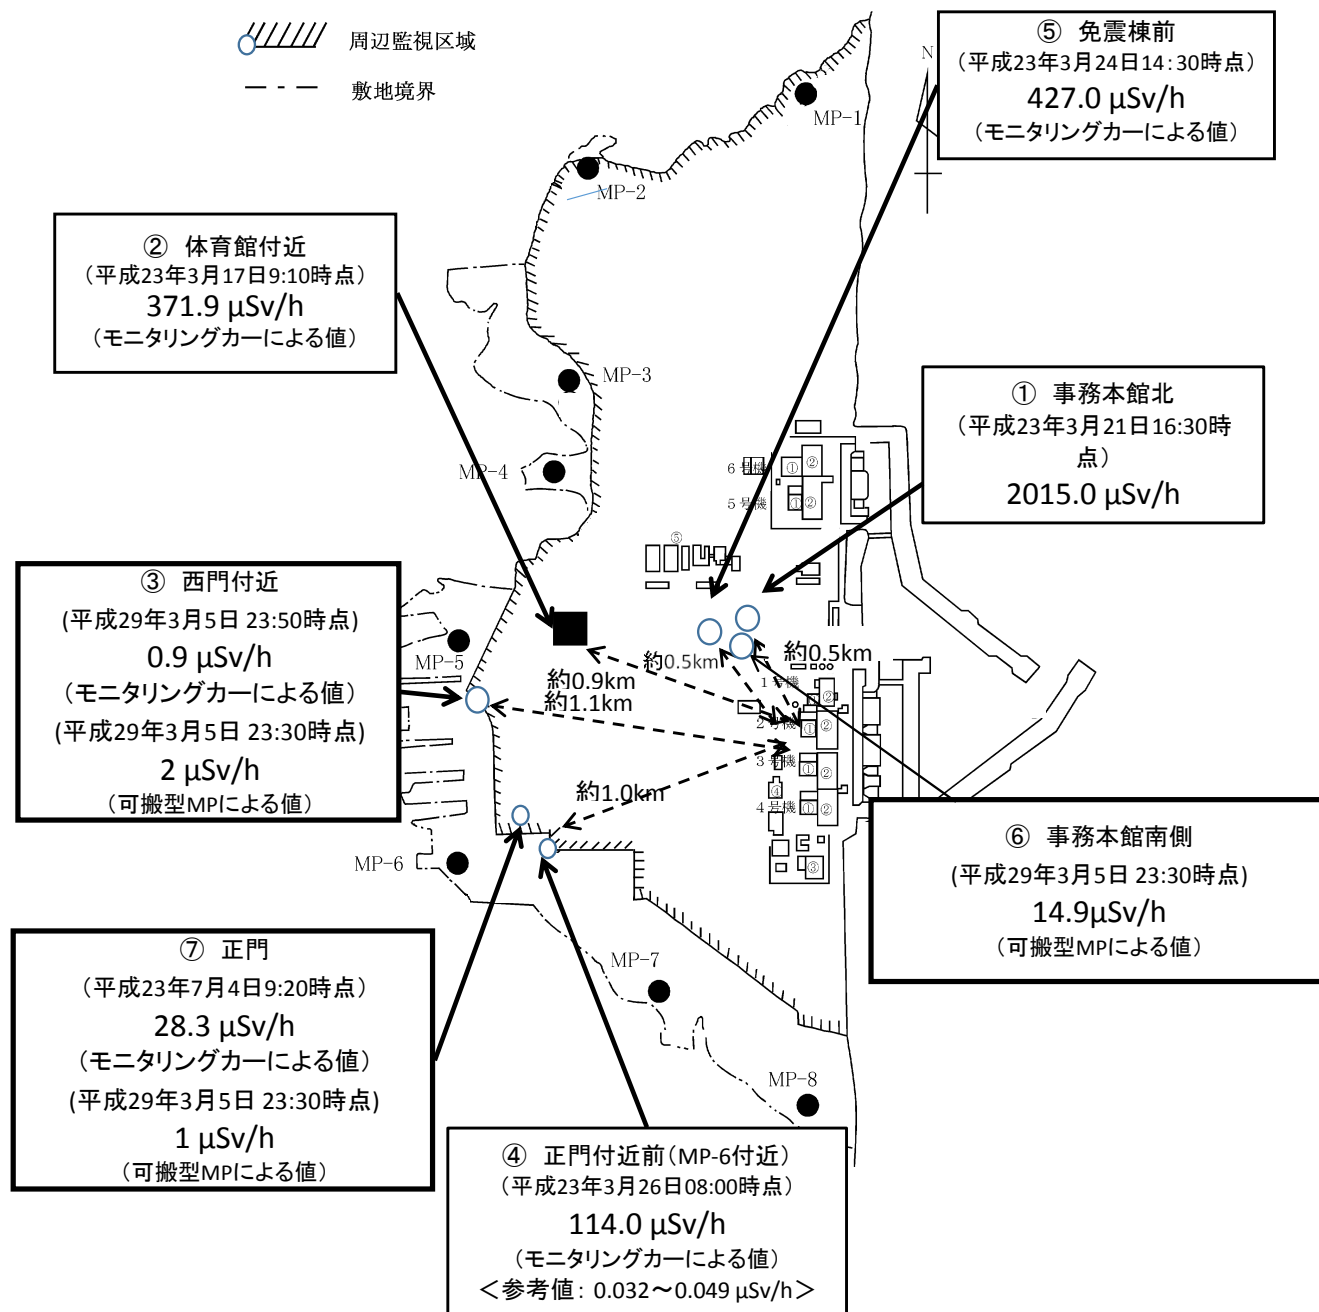 周辺監視区域
敷地境界
⑤ 免震棟前
(平成23年3月24日14:30時点)
427.0 μSv/h
(モニタリングカーによる値)
N
MP-1
MP-2
② 体育館付近
(平成23年3月17日9:10時点)
371.9 μSv/h
(モニタリングカーによる値)
MP-3
① 事務本館北
(平成23年3月21日16:30時
点)
2015.0 μSv/h
MP-4
6号機
①
②
5号機
①
②
⑤
③ 西門付近
(平成29年3月5日 23:50時点)
0.9 μSv/h
(モニタリングカーによる値)
(平成29年3月5日 23:30時点)
2 μSv/h
(可搬型MPによる値)
MP-5
約0.5km
約0.5km
約0.9km
約1.1km
1号機
②
2号機
①
②
3号機
①
②
約1.0km
④
4号機
①
②
③
MP-6
⑥ 事務本館南側
(平成29年3月5日 23:30時点)
14.9μSv/h
(可搬型MPによる値)
⑦ 正門
(平成23年7月4日9:20時点)
28.3 μSv/h
(モニタリングカーによる値)
(平成29年3月5日 23:30時点)
1 μSv/h
(可搬型MPによる値)
MP-7
MP-8
④ 正門付近前(MP-6付近)
(平成23年3月26日08:00時点)
114.0 μSv/h
(モニタリングカーによる値)
<参考値: 0.032～0.049 μSv/h>